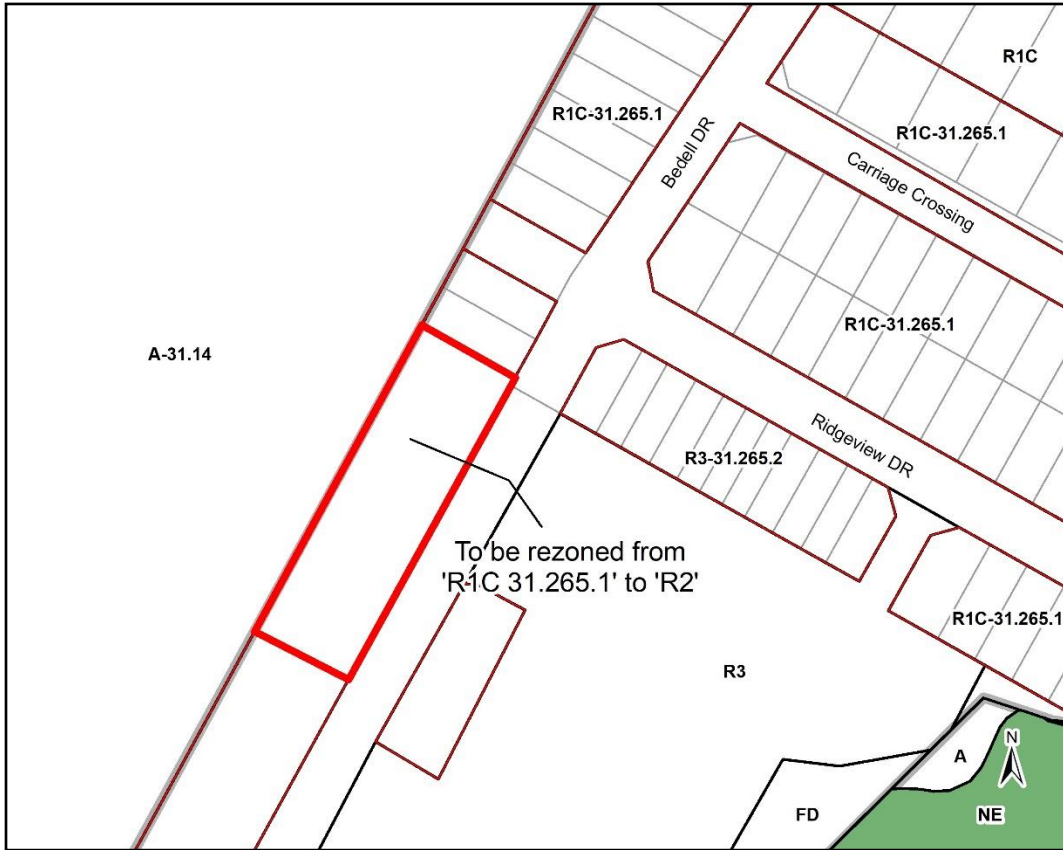 R1C
R1C-31.265.1
R1C-31.265.1
Bedell DR
Carriage Crossing
R1C-31.265.1
A-31.14
Ridgeview DR
R3-31.265.2
To be rezoned from
'R1C 31.265.1' to 'R2'
R1C-31.265.1
R3
N
A
FD
NE